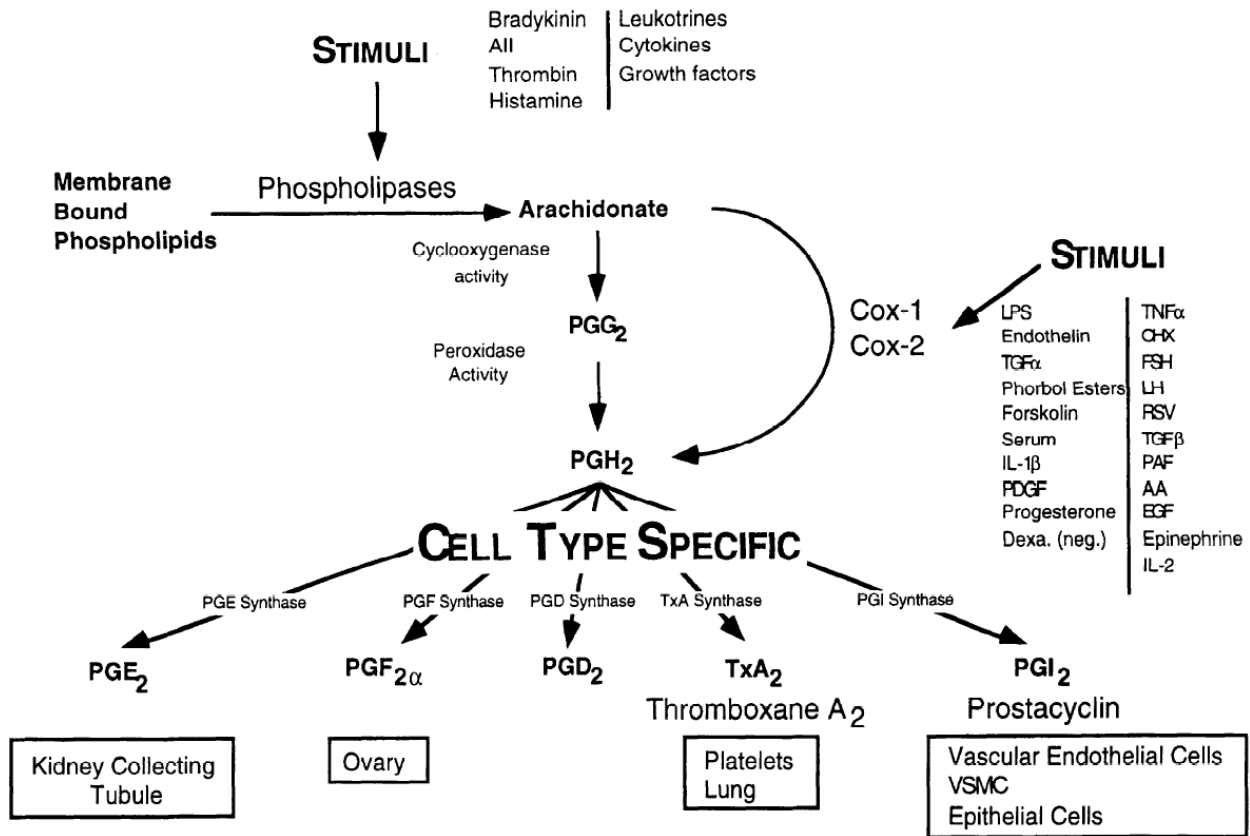 STIMULI
Bradykinin
AII
Thrombin
Histamine
Leukotrines
Cytokines
Growth factors
Membrane
Bound
Phospholipids
Phospholipases
Arachidonate
Cyclooxygenase
activity
PGG2
Peroxidase
Activity
PGH2
Cox-1
Cox-2
STIMULI
LPS
Endothelin
TGFα
Phorbol Esters
Forskolin
Serum
IL-1β
PDGF
Progesterone
Dexa. (neg.)
TNFα
CHX
FSH
LH
RSV
TGFβ
PAF
AA
EGF
Epinephrine
IL-2
CELL TYPE SPECIFIC
PGE Synthase
PGF Synthase
PGD Synthase
TxA Synthase
PGI Synthase
PGE2
PGF2α
PGD2
TxA2
PGI2
Thromboxane A2
Prostacyclin
Kidney Collecting
Tubule
Ovary
Platelets
Lung
Vascular Endothelial Cells
VSMC
Epithelial Cells